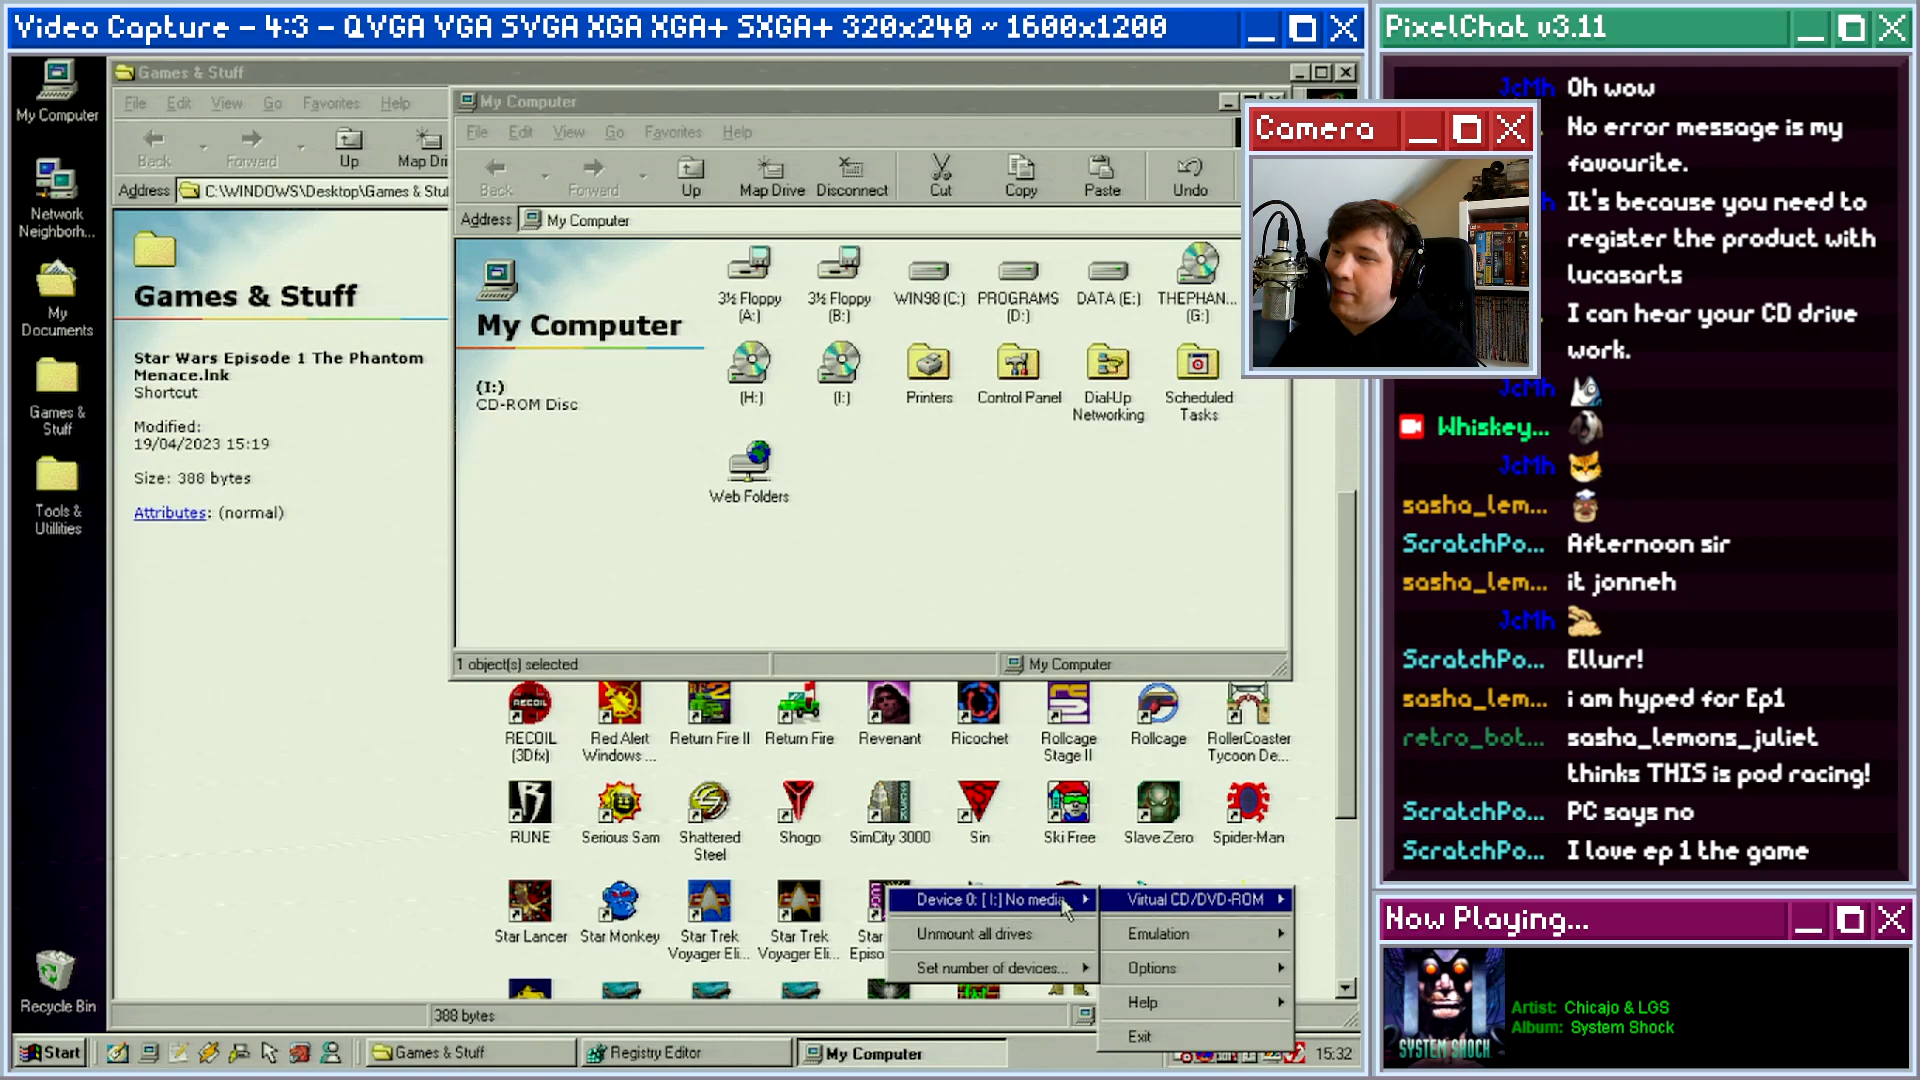 Video Capture - 4:3 - QVGA VGA SVGA XGA XGA+ SXGA+ 320x240 ~ 1600x1200
My Computer
Network
Neighborh...
My
Documents
Games &
Stuff
Tools &
Utilities
Recycle Bin
Games & Stuff
File Edit View Go Favorites Help
Back Forward Up Map Dri
Address C:\WINDOWS\Desktop\Games & Stuf
Games & Stuff
Star Wars Episode 1 The Phantom
Menace.lnk
Shortcut
Modified:
19/04/2023 15:19
Size: 388 bytes
Attributes: (normal)
My Computer
File Edit View Go Favorites Help
Back Forward Up Map Drive Disconnect Cut Copy Paste Undo
Address My Computer
My Computer
(I:)
CD-ROM Disc
3½ Floppy
(A:)
3½ Floppy
(B:)
WIN98 (C:)
PROGRAMS
(D:)
DATA (E:)
THEPHAN...
(G:)
(H:)
(I:)
Printers
Control Panel
Dial-Up
Networking
Scheduled
Tasks
Web Folders
1 object(s) selected
My Computer
RECOIL
RECOIL
(3Dfx)
Red Alert
Windows ...
Return Fire II
Return Fire
Revenant
Ricochet
Rollcage
Stage II
Rollcage
RollerCoaster
Tycoon De...
RUNE
Serious Sam
Shattered
Steel
Shogo
SimCity 3000
Sin
Ski Free
Slave Zero
Spider-Man
Star Lancer
Star Monkey
Star Trek
Voyager Eli...
Star Trek
Voyager Eli...
Star
Episo
Device 0: [I:] No media
Unmount all drives
Set number of devices...
Virtual CD/DVD-ROM
Emulation
Options
Help
Exit
388 bytes
Start
Games & Stuff
Registry Editor
My Computer
15:32
Camera
PixelChat v3.11
JcMh Oh wow
No error message is my
favourite.
It's because you need to
register the product with
lucasarts
I can hear your CD drive
work.
JcMh
Whiskey...
JcMh
sasha_lem...
ScratchPo... Afternoon sir
sasha_lem... it jonneh
JcMh
ScratchPo... Ellurr!
sasha_lem... i am hyped for Ep1
retro_bot... sasha_lemons_juliet
thinks THIS is pod racing!
ScratchPo... PC says no
ScratchPo... I love ep 1 the game
Now Playing...
SYSTEM SHOCK
Artist: Chicajo & LGS
Album: System Shock